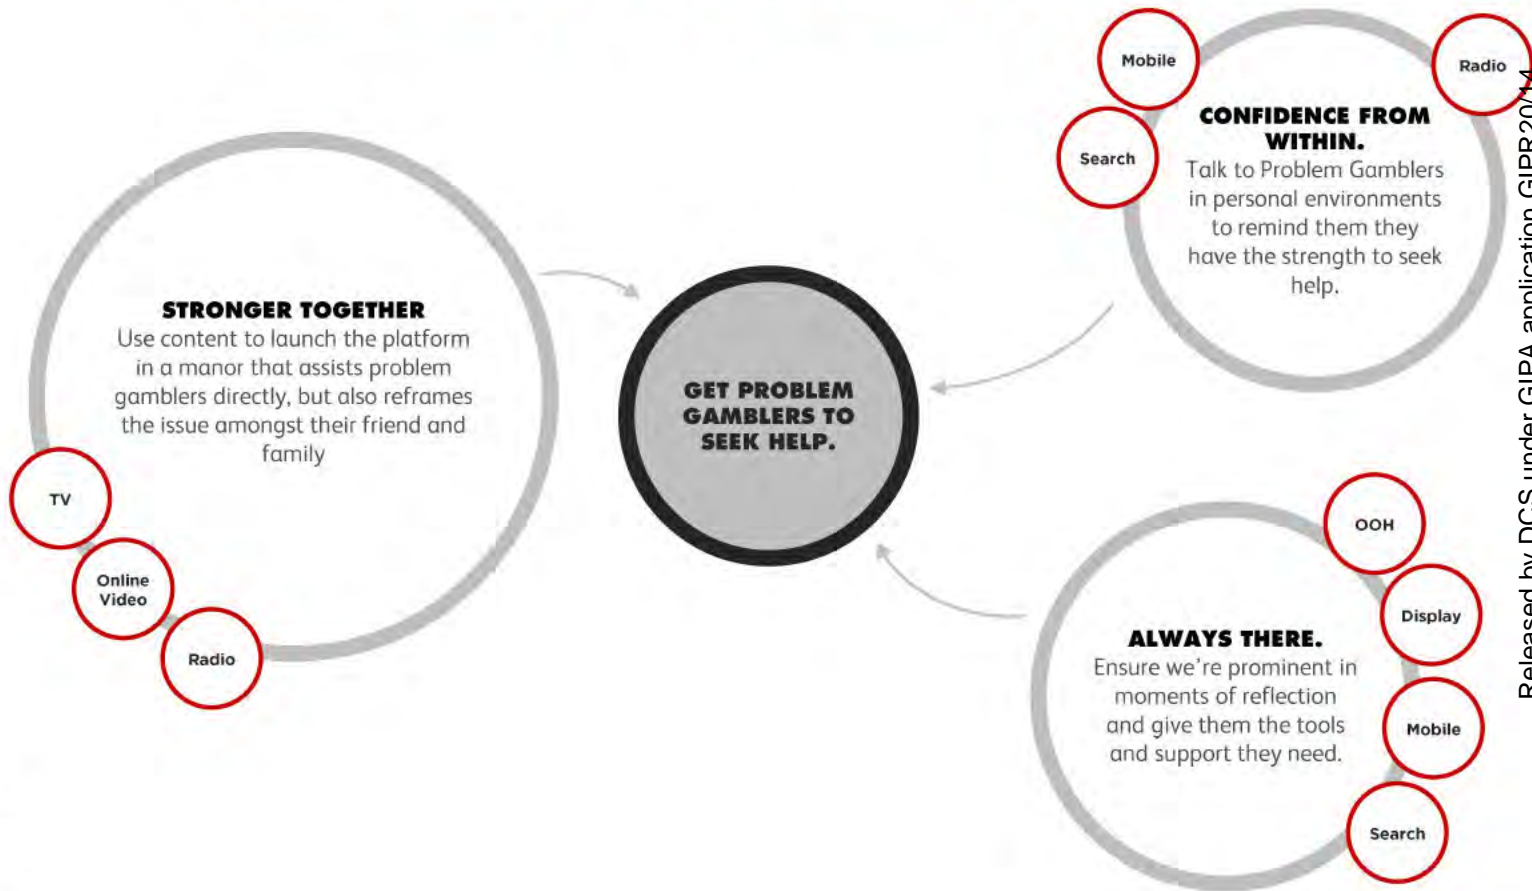 STRONGER TOGETHER
Use content to launch the platform
in a manor that assists problem
gamblers directly, but also reframes
the issue amongst their friend and
family
TV
Online
Video
Radio
GET PROBLEM
GAMBLERS TO
SEEK HELP.
Mobile
Search
Radio
CONFIDENCE FROM
WITHIN.
Talk to Problem Gamblers
in personal environments
to remind them they
have the strength to seek
help.
ALWAYS THERE.
Ensure we're prominent in
moments of reflection
and give them the tools
and support they need.
OOH
Display
Mobile
Search
Released by DCS under GIPA application GIPR20/14